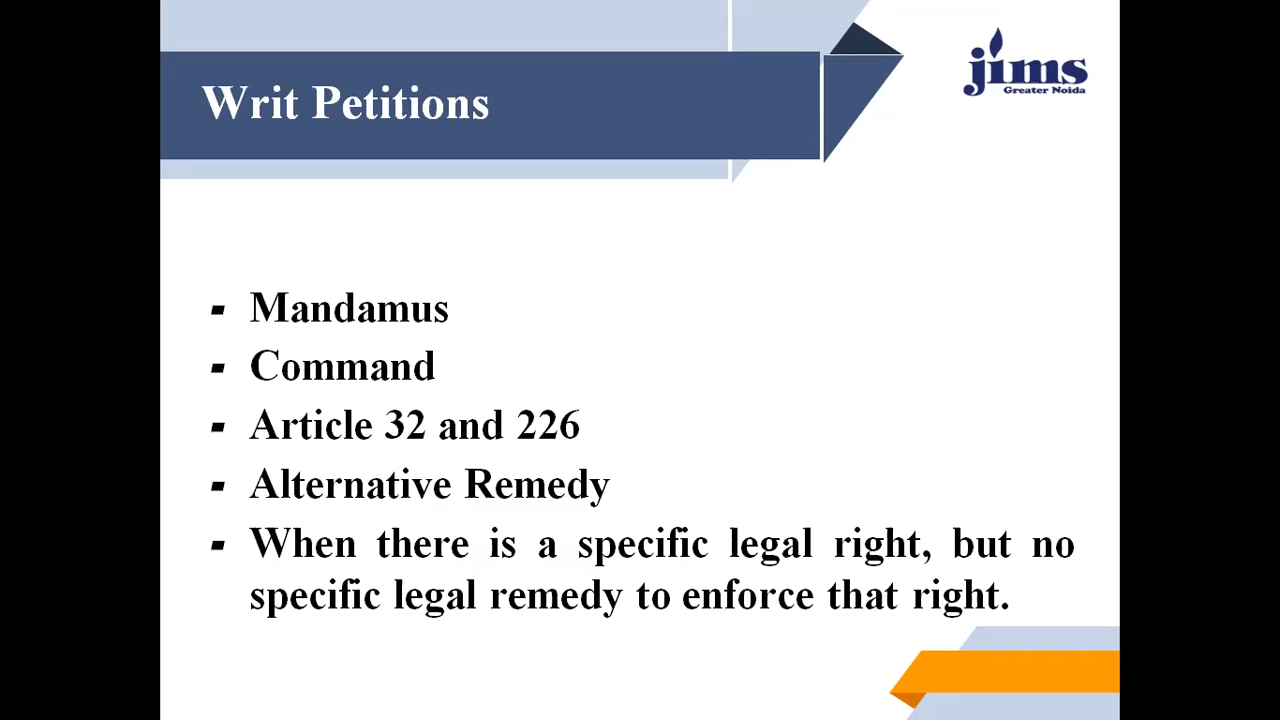 Writ Petitions
jims
Greater Noida
Mandamus
Command
Article 32 and 226
Alternative Remedy
When there is a specific legal right, but no
specific legal remedy to enforce that right.